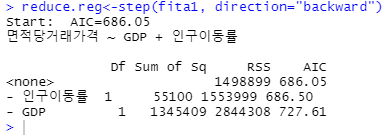 > reduce.reg<-step(fita1, direction="backward")
Start:  AIC=686.05
면적당거래가격 ~ GDP + 인구이동률

             Df Sum of Sq     RSS    AIC
<none>                    1498899 686.05
- 인구이동률  1     55100 1553999 686.50
- GDP         1   1345409 2844308 727.61
>